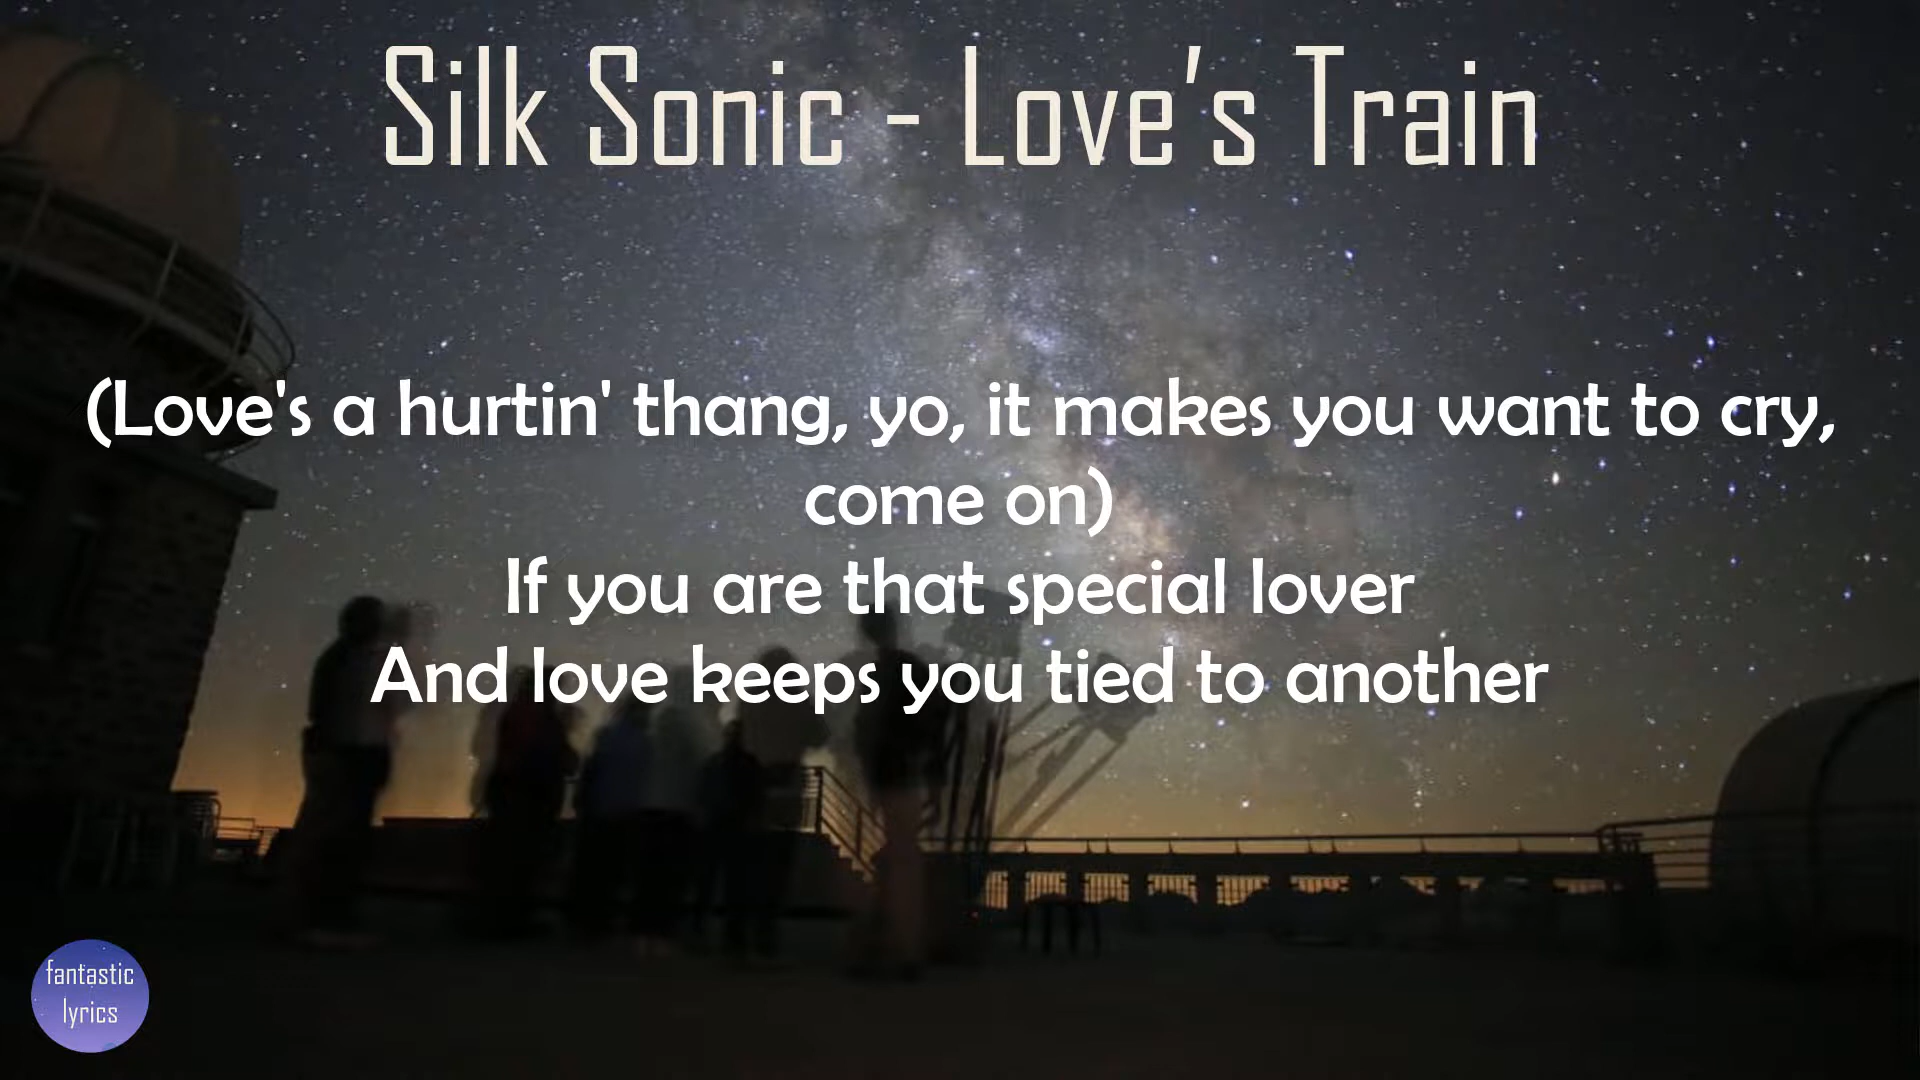 Silk Sonic - Love's Train
(Love's a hurtin' thang, yo, it makes you want to cry,
come on)
If you are that special lover
And love keeps you tied to another
fantastic
lyrics